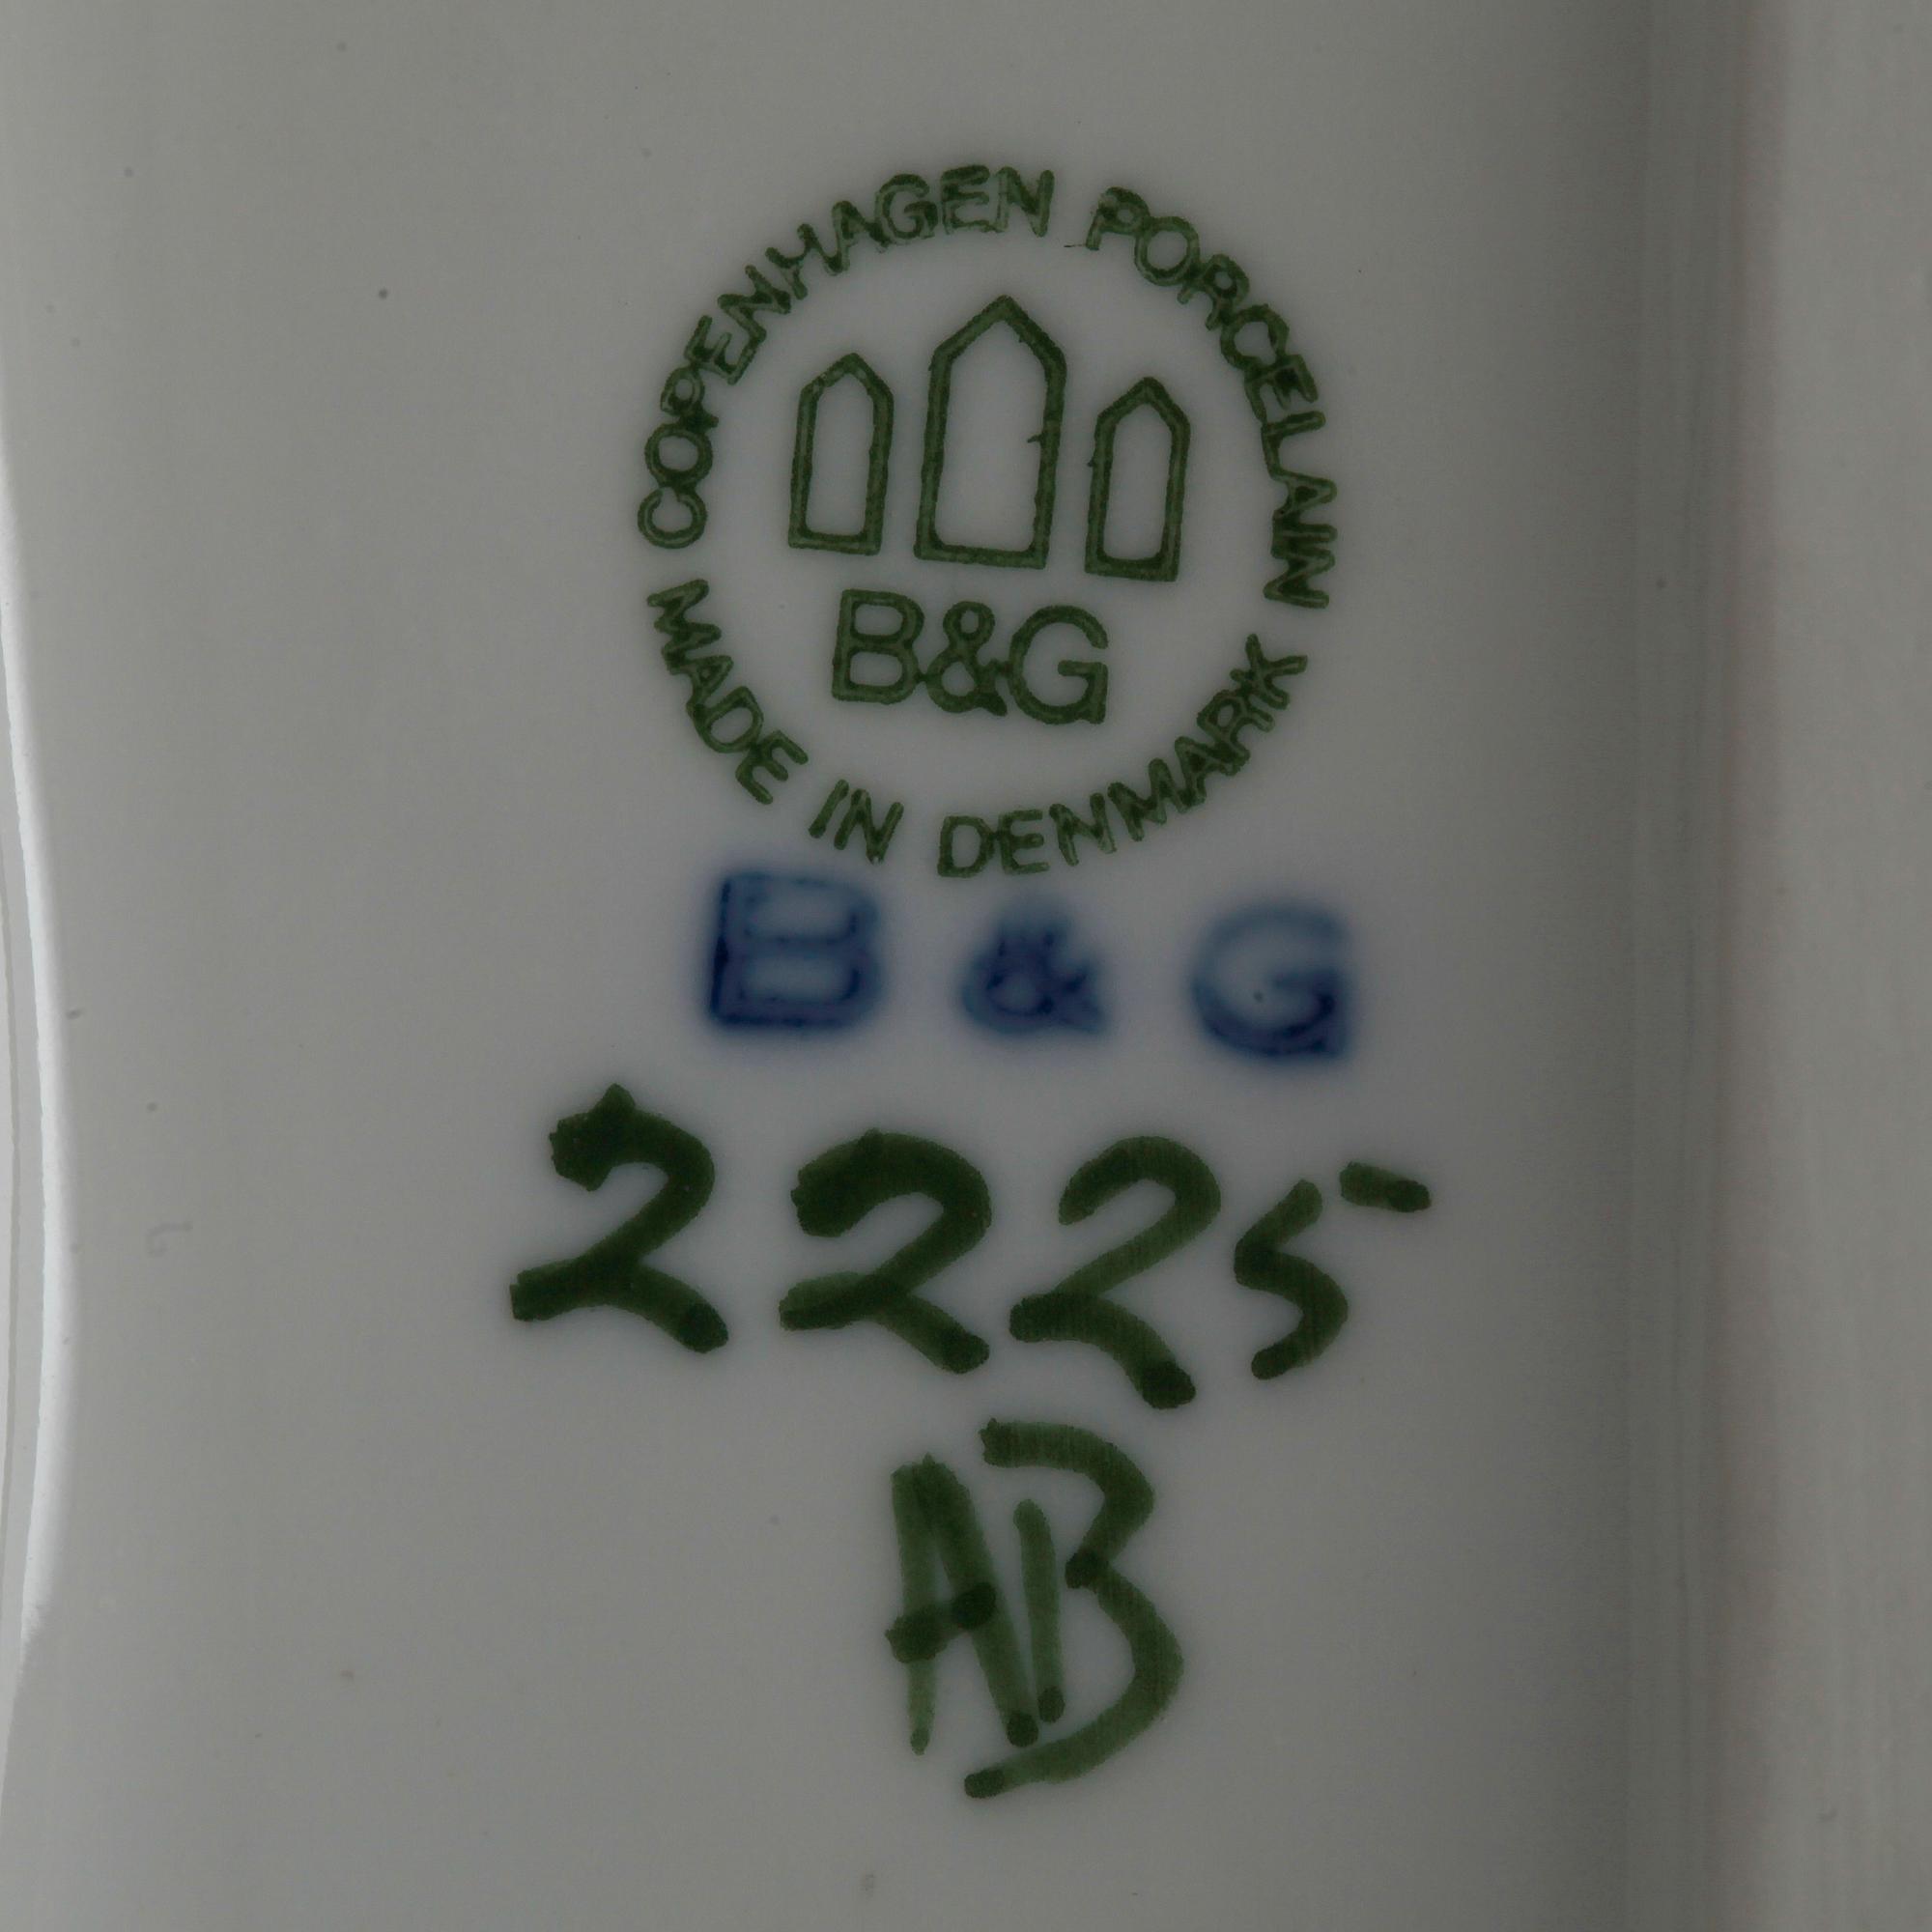 COPENHAGEN PORCELAIN
B&G
MADE IN DENMARK
B & G
2225
AB